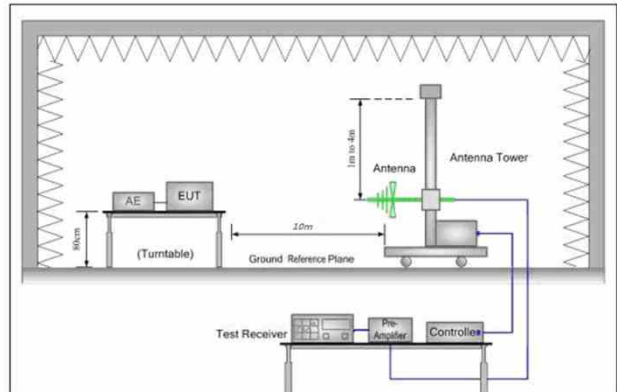 1m to 4m
Antenna
Antenna Tower
AE
EUT
80cm
(Turntable)
10m
Ground Reference Plane
Test Receiver
Pre-
Amplifier
Controller